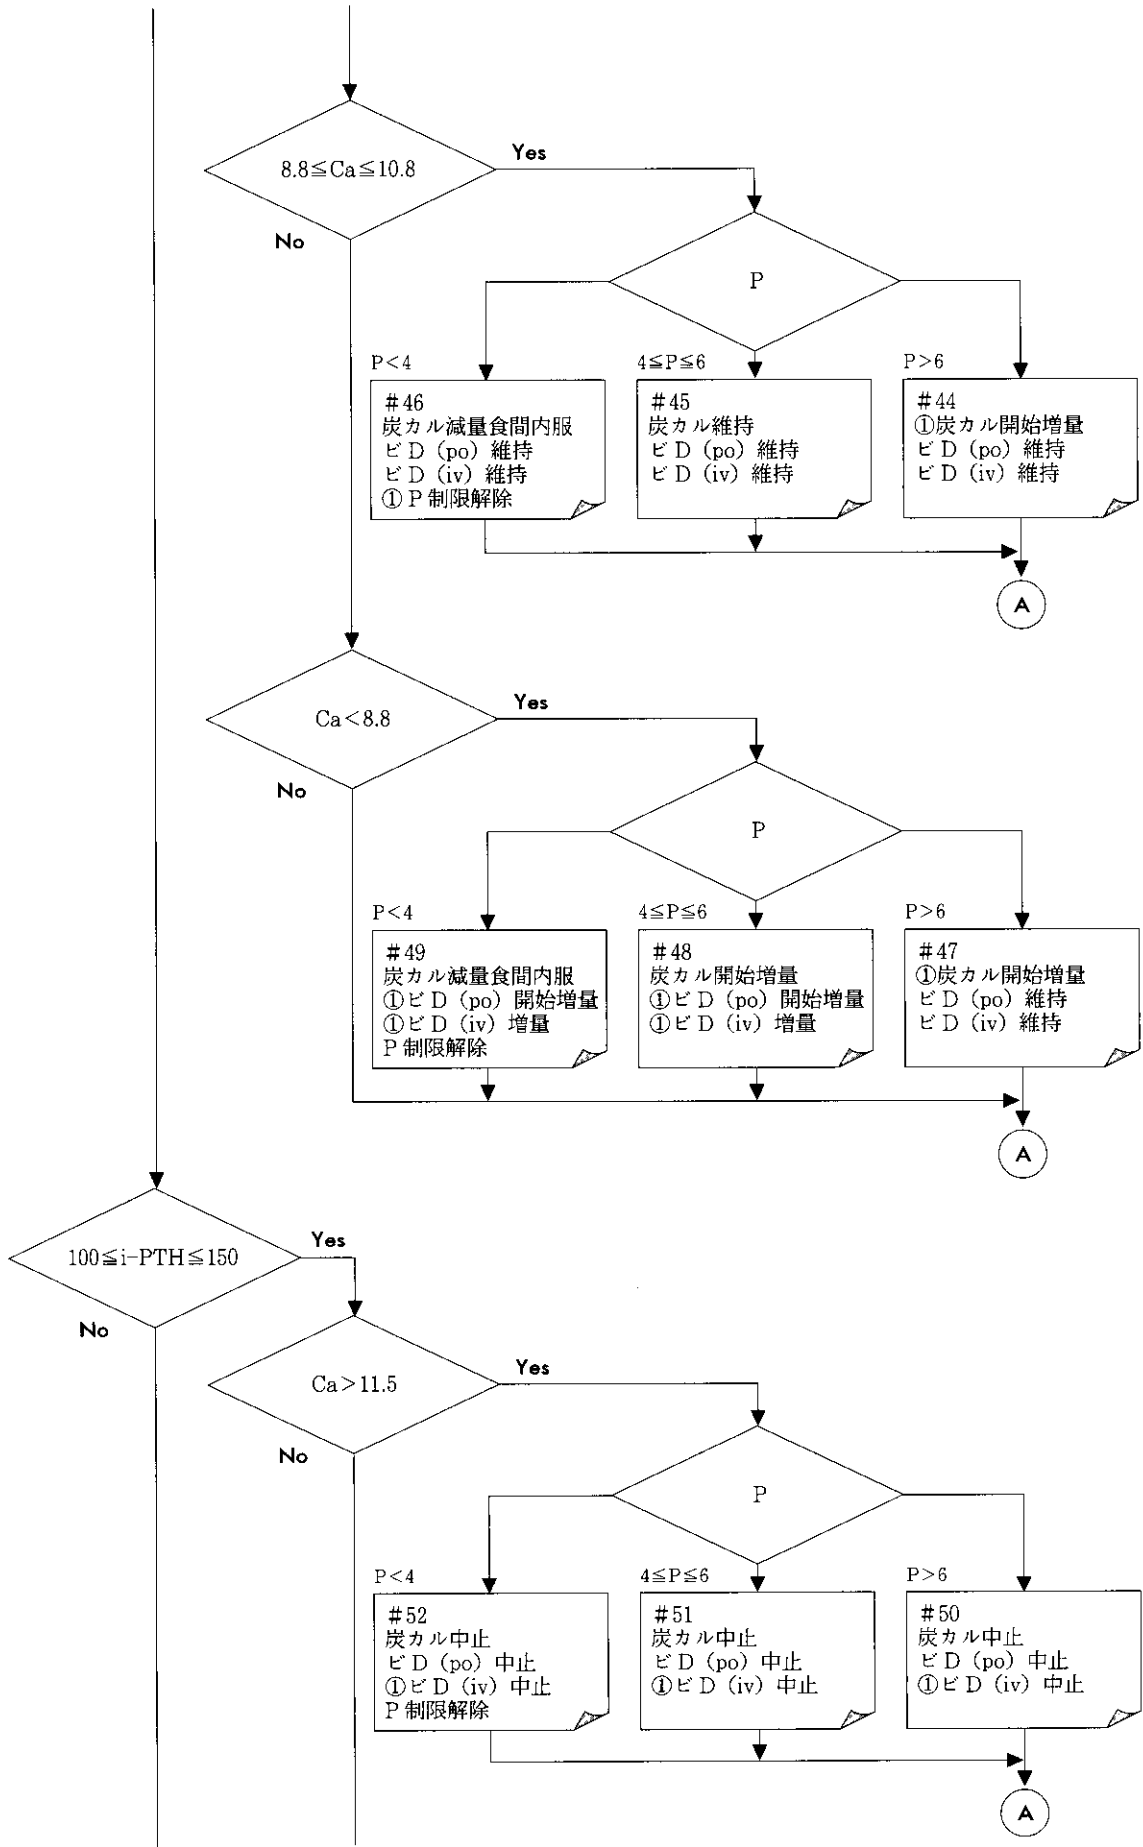 8.8≦Ca≦10.8
Yes
No
P
P<4
4≦P≦6
P>6
#46
炭カル減量食間内服
ビD(po)維持
ビD(iv)維持
①P制限解除
#45
炭カル維持
ビD(po)維持
ビD(iv)維持
#44
①炭カル開始増量
ビD(po)維持
ビD(iv)維持
A
Ca<8.8
Yes
No
P
P<4
4≦P≦6
P>6
#49
炭カル減量食間内服
①ビD(po)開始増量
①ビD(iv)増量
P制限解除
#48
炭カル開始増量
①ビD(po)開始増量
①ビD(iv)増量
#47
①炭カル開始増量
ビD(po)維持
ビD(iv)維持
A
100≦i-PTH≦150
Yes
No
Ca>11.5
Yes
No
P
P<4
4≦P≦6
P>6
#52
炭カル中止
ビD(po)中止
①ビD(iv)中止
P制限解除
#51
炭カル中止
ビD(po)中止
①ビD(iv)中止
#50
炭カル中止
ビD(po)中止
①ビD(iv)中止
A